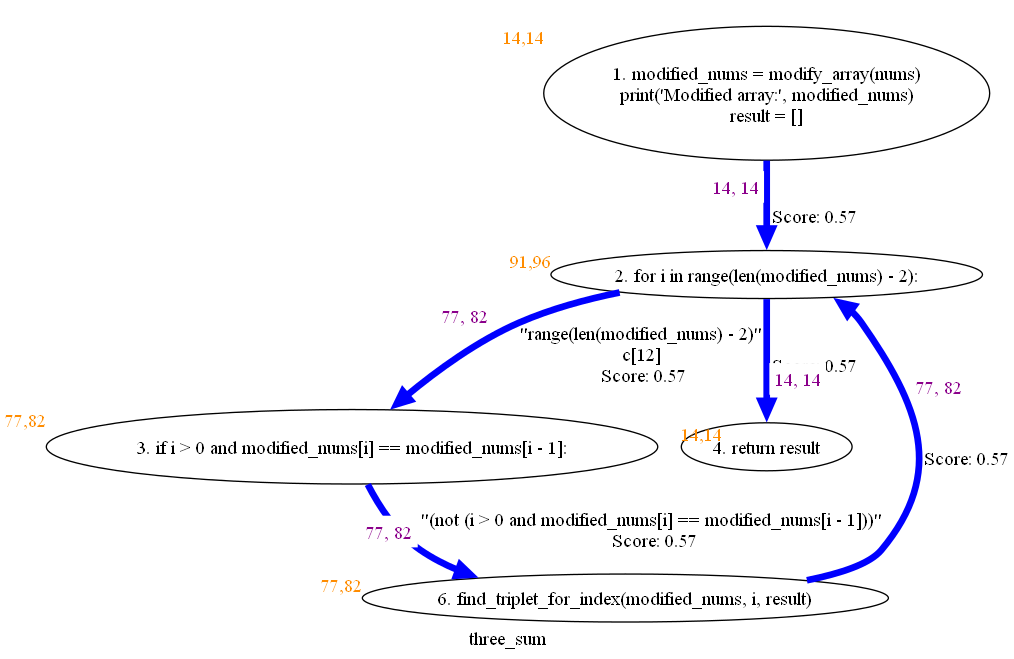 14,14
1. modified_nums = modify_array(nums)
print('Modified array:', modified_nums)
result = []
14, 14
Score: 0.57
91,96
2. for i in range(len(modified_nums) - 2):
77, 82
"range(len(modified_nums) - 2)"
c[12]
Score: 0.57
0.57
14, 14
77, 82
77,82
3. if i > 0 and modified_nums[i] == modified_nums[i - 1]:
14,14
4. return result
Score: 0.57
77, 82
"(not (i > 0 and modified_nums[i] == modified_nums[i - 1]))"
Score: 0.57
77,82
6. find_triplet_for_index(modified_nums, i, result)
three_sum